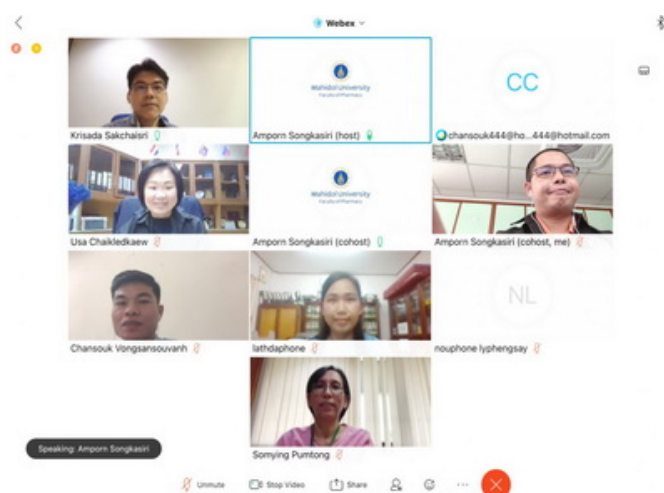 Webex
Mahidol University
Faculty of Pharmacy
CC
Krisada Sakchaisri
Amporn Songkasiri (host)
chansouk444@ho...444@hotmail.com
Mahidol University
Faculty of Pharmacy
Usa Chaikledkaew
Amporn Songkasiri (cohost)
Amporn Songkasiri (cohost, me)
NL
Chansouk Vongsansouvanh
lathdaphone
nouphone lyphengsay
Somying Pumtong
Speaking: Amporn Songkasiri
Unmute
Stop Video
Share